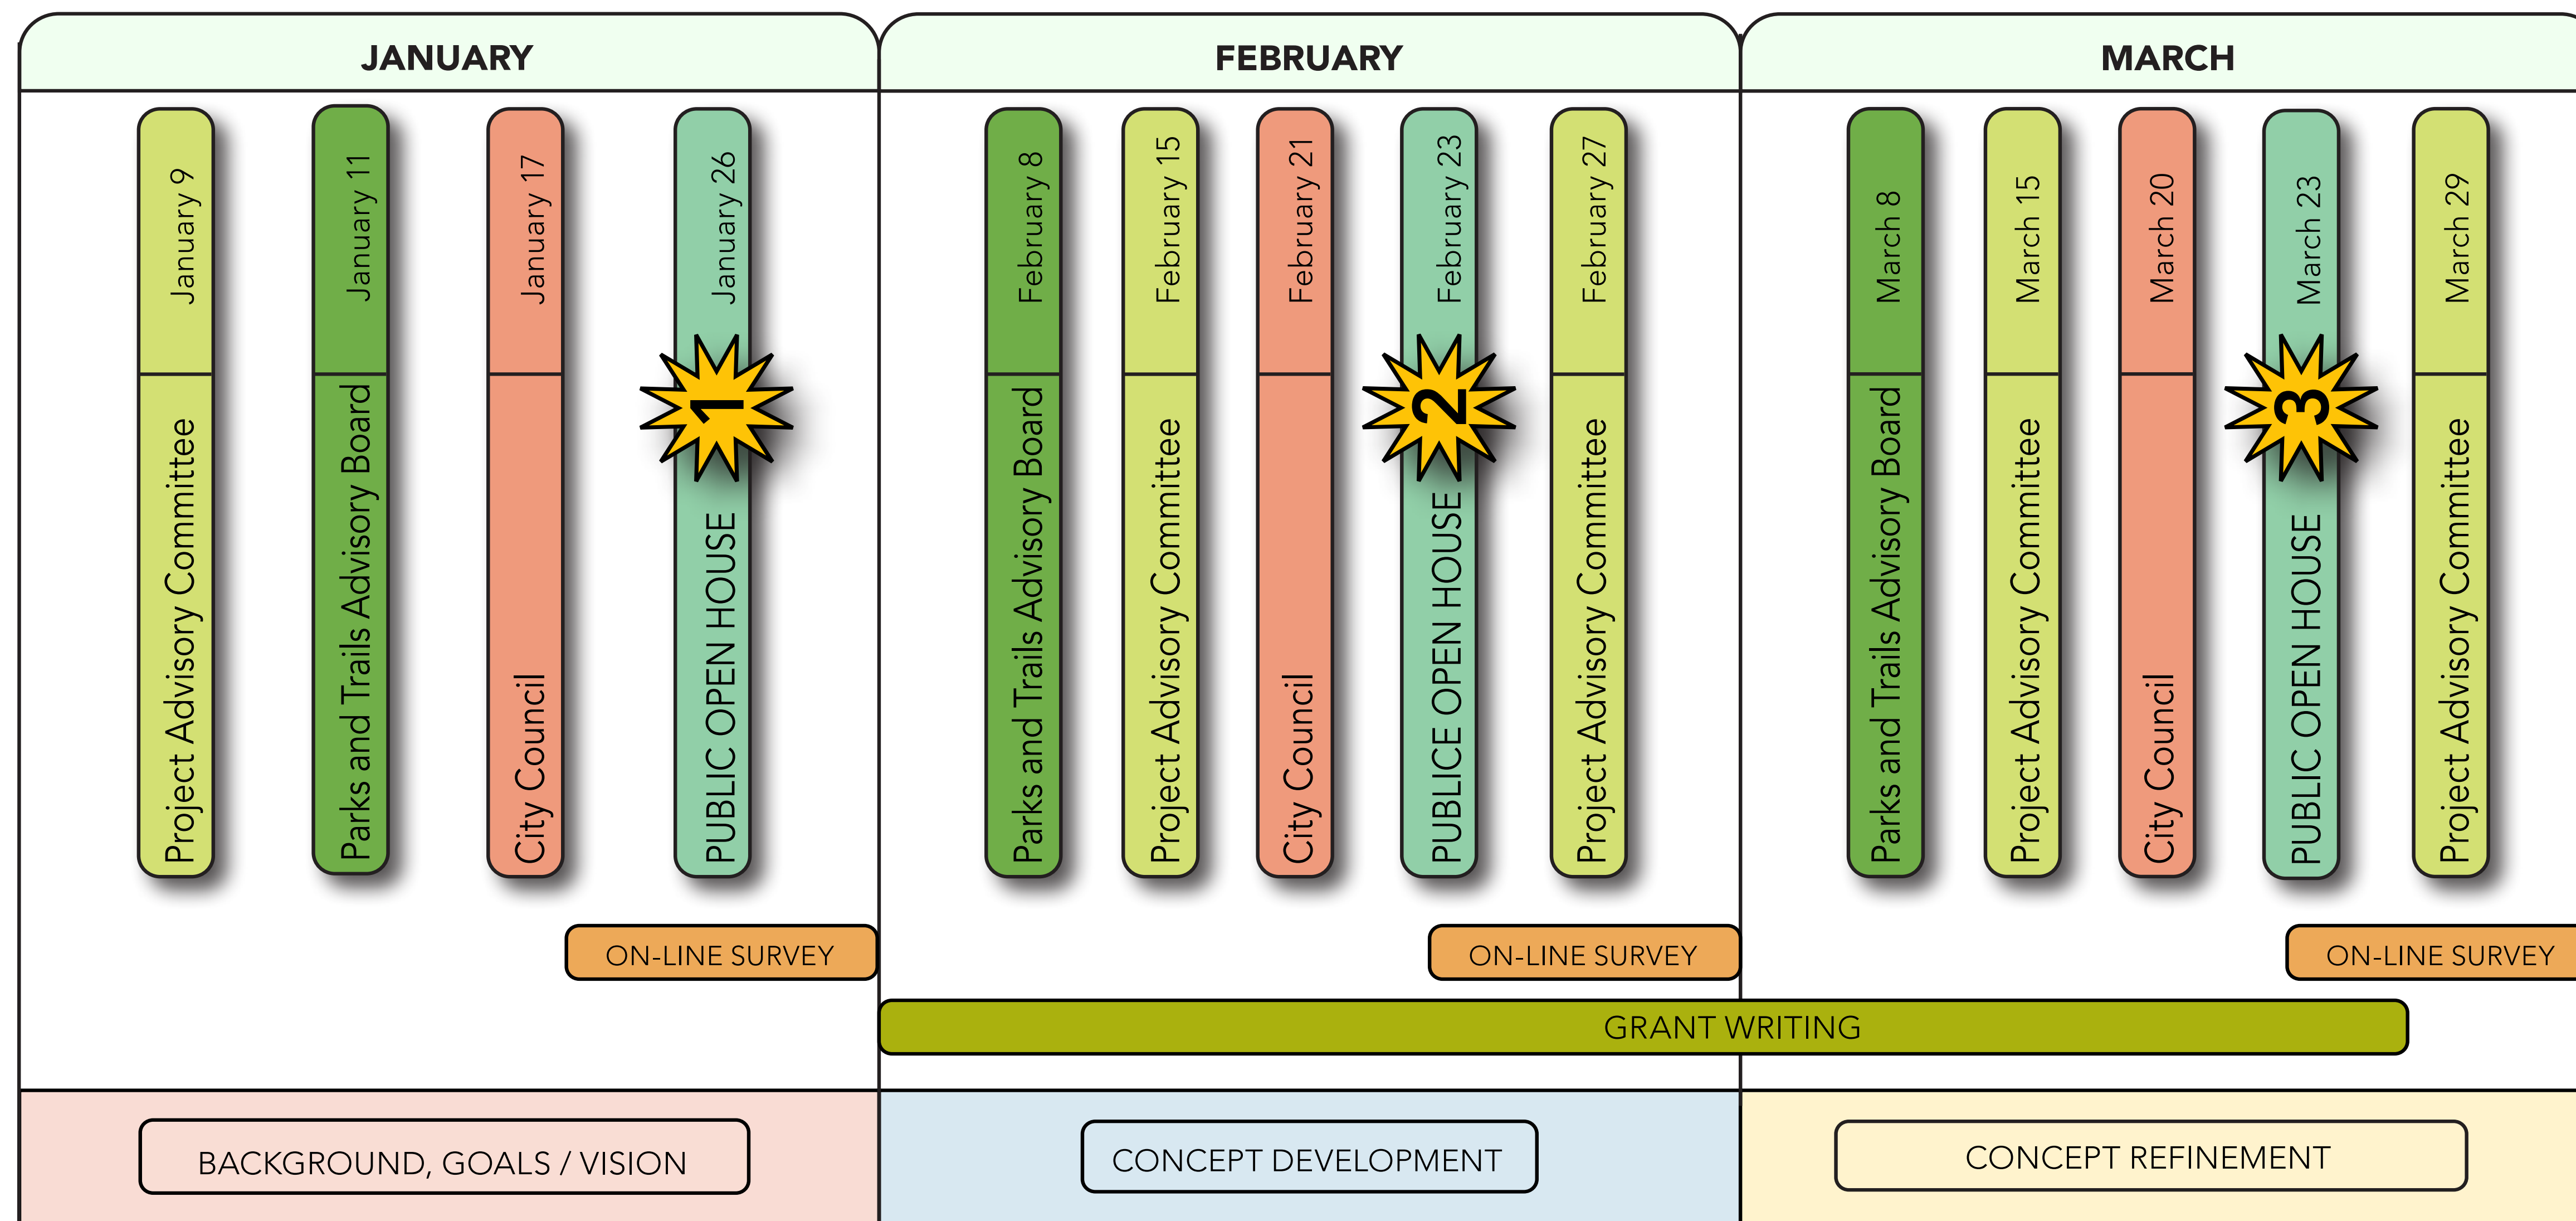 JANUARY
FEBRUARY
MARCH
January 9
Project Advisory Committee
January 11
Parks and Trails Advisory Board
January 17
City Council
January 26
1
PUBLIC OPEN HOUSE
February 8
Parks and Trails Advisory Board
February 15
Project Advisory Committee
February 21
City Council
February 23
2
PUBLICE OPEN HOUSE
February 27
Project Advisory Committee
March 8
Parks and Trails Advisory Board
March 15
Project Advisory Committee
March 20
City Council
March 23
3
PUBLIC OPEN HOUSE
March 29
Project Advisory Committee
ON-LINE SURVEY
ON-LINE SURVEY
ON-LINE SURVEY
GRANT WRITING
BACKGROUND, GOALS / VISION
CONCEPT DEVELOPMENT
CONCEPT REFINEMENT